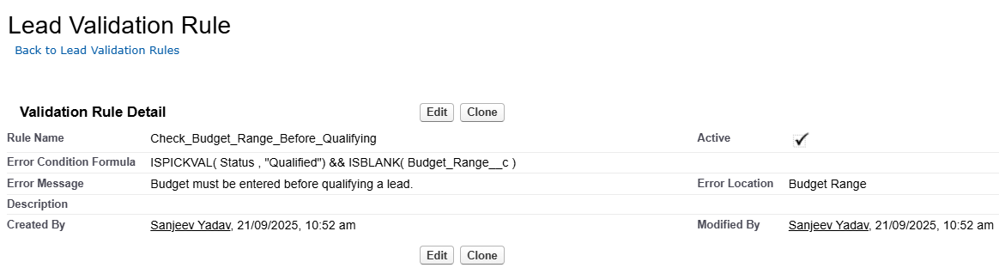 Lead Validation Rule
Back to Lead Validation Rules
Validation Rule Detail Edit Clone
Rule Name Check_Budget_Range_Before_Qualifying Active
Error Condition Formula ISPICKVAL( Status , "Qualified") && ISBLANK( Budget_Range__c )
Error Message Budget must be entered before qualifying a lead. Error Location Budget Range
Description
Created By Sanjeev Yadav, 21/09/2025, 10:52 am Modified By Sanjeev Yadav, 21/09/2025, 10:52 am
Edit Clone